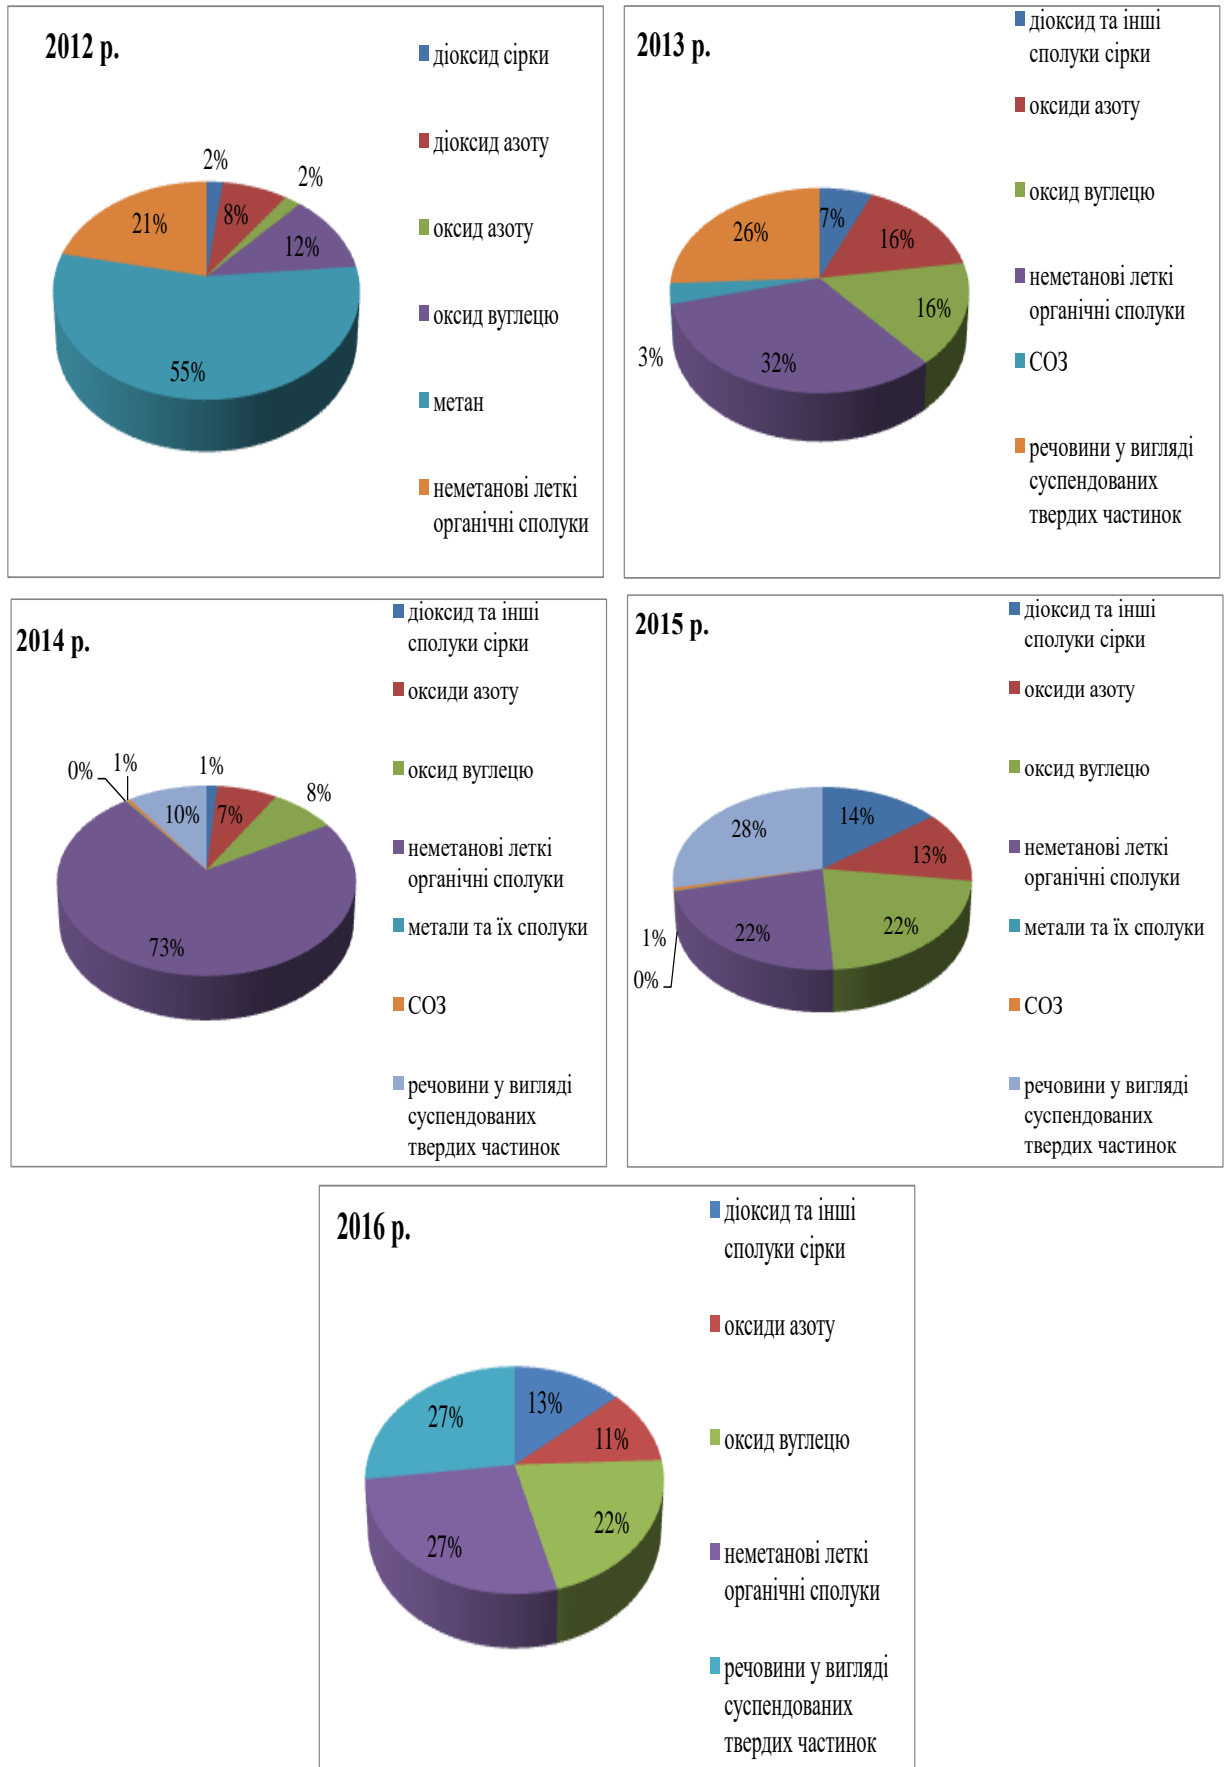 2012 р.
діоксид сірки
діоксид азоту
оксид азоту
оксид вуглецю
метан
неметанові леткі
органічні сполуки
2%
8%
2%
12%
55%
21%
2013 р.
діоксид та інші
сполуки сірки
оксиди азоту
оксид вуглецю
неметанові леткі
органічні сполуки
СОЗ
речовини у вигляді
суспендованих
твердих частинок
7%
16%
16%
32%
3%
26%
2014 р.
діоксид та інші
сполуки сірки
оксиди азоту
оксид вуглецю
неметанові леткі
органічні сполуки
метали та їх сполуки
СОЗ
речовини у вигляді
суспендованих
твердих частинок
1%
7%
8%
73%
0%
1%
10%
2015 р.
діоксид та інші
сполуки сірки
оксиди азоту
оксид вуглецю
неметанові леткі
органічні сполуки
метали та їх сполуки
СОЗ
речовини у вигляді
суспендованих
твердих частинок
14%
13%
22%
22%
0%
1%
28%
2016 р.
діоксид та інші
сполуки сірки
оксиди азоту
оксид вуглецю
неметанові леткі
органічні сполуки
речовини у вигляді
суспендованих
твердих частинок
13%
11%
22%
27%
27%